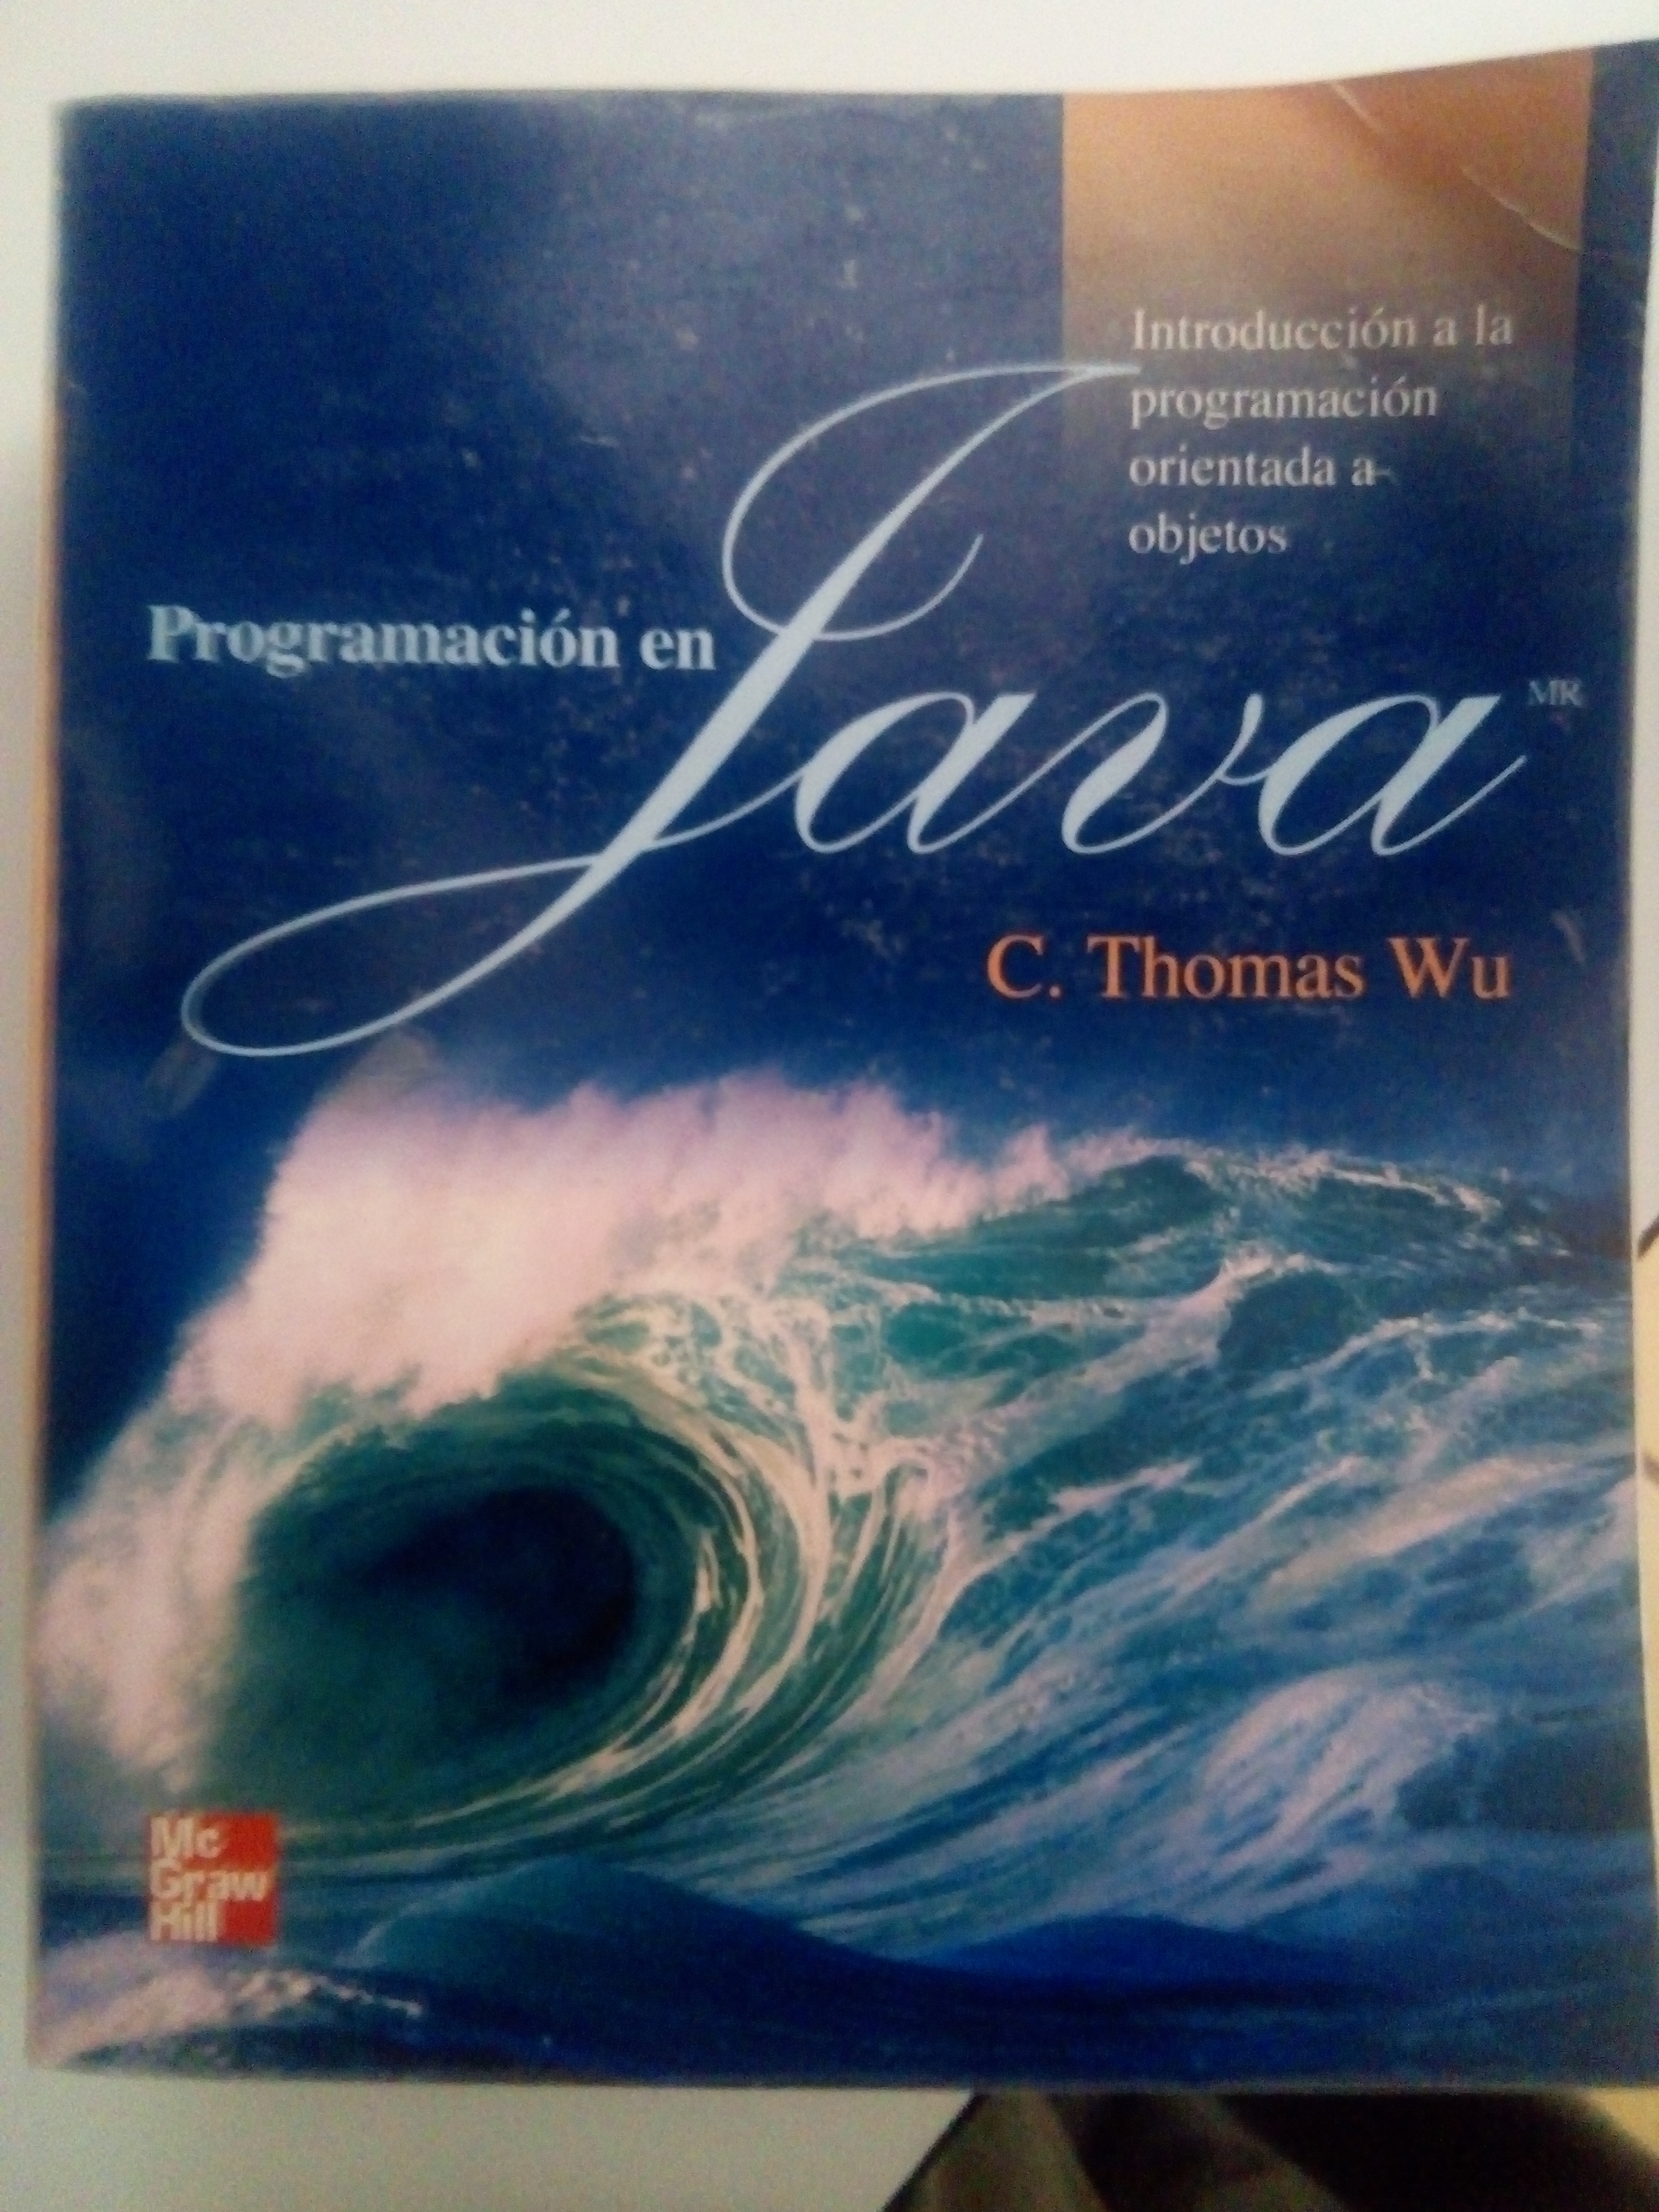 Introducción a la
programación
orientada a
objetos
Programación en
Java MR
C. Thomas Wu
Mc
Graw
Hill